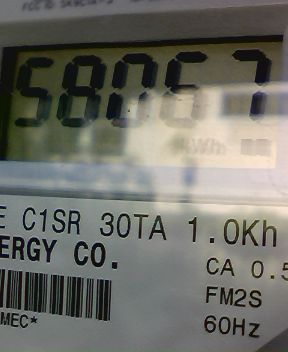 58067
kWh
E C1SR 30TA 1.0Kh
ERGY CO.
CA 0.5
FM2S
MEC*
60Hz